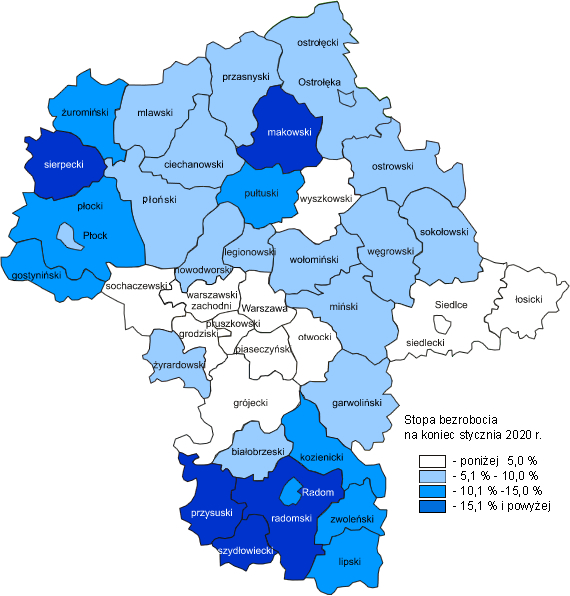 ostrołęcki
przasnyski
Ostrołęka
żuromiński
mławski
makowski
sierpecki
ciechanowski
ostrowski
pułtuski
wyszkowski
płoński
płocki
Płock
sokołowski
legionowski
wołomiński
węgrowski
gostyniński
nowodworski
sochaczewski
warszawski
zachodni
Warszawa
miński
Siedlce
łosicki
pruszkowski
grodziski
otwocki
siedlecki
piaseczyński
żyrardowski
grójecki
garwoliński
Stopa bezrobocia
na koniec stycznia 2020 r.
białobrzeski
kozienicki
- poniżej 5,0 %
- 5,1 % - 10,0 %
- 10,1 % -15,0 %
- 15,1 % i powyżej
Radom
przysuski
radomski
zwoleński
szydłowiecki
lipski